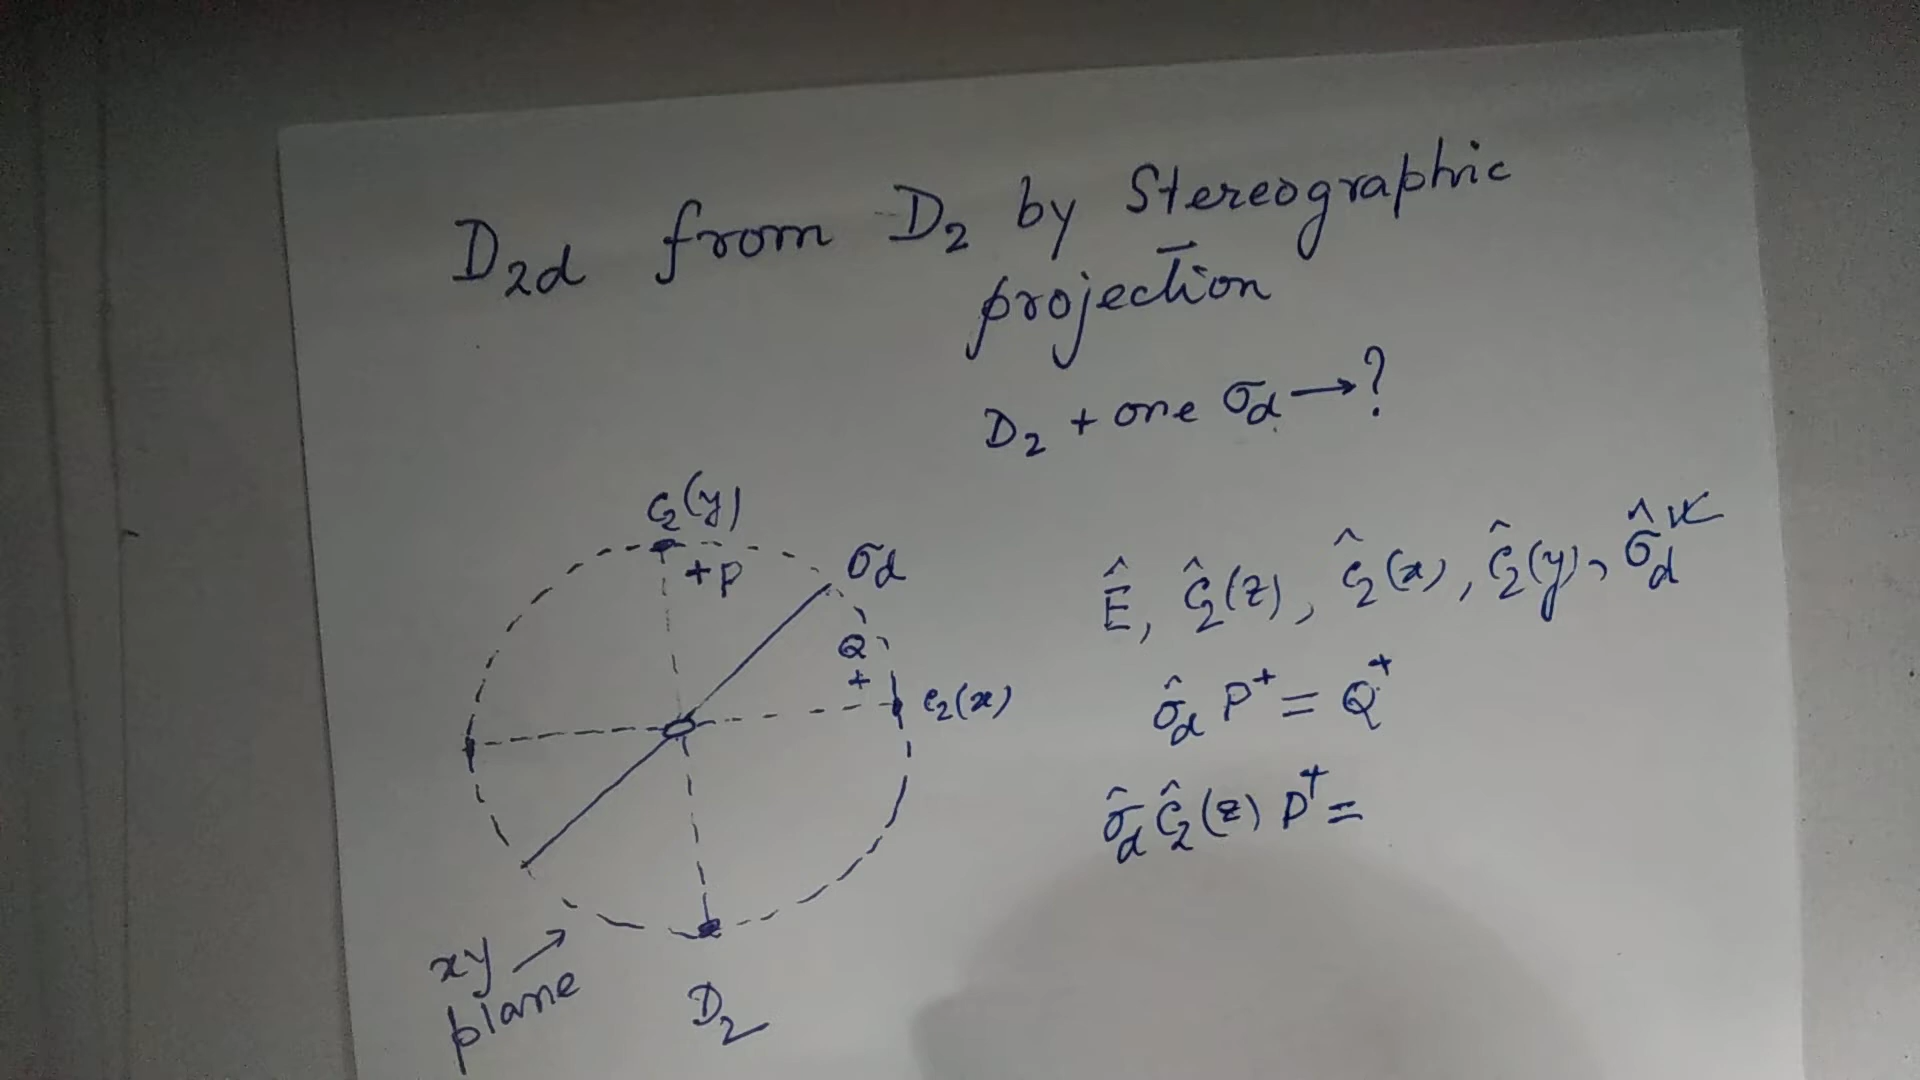 D₂d from D₂ by Stereographic
projection
D₂ + one σd → ?
C₂(y)
+P
σd
Q
+
C₂(x)
xy
plane
D₂
Ê, Ĉ₂(z), Ĉ₂(x), Ĉ₂(y), σ̂d
σ̂d P⁺ = Q⁺
σ̂d Ĉ₂(z) P⁺ =